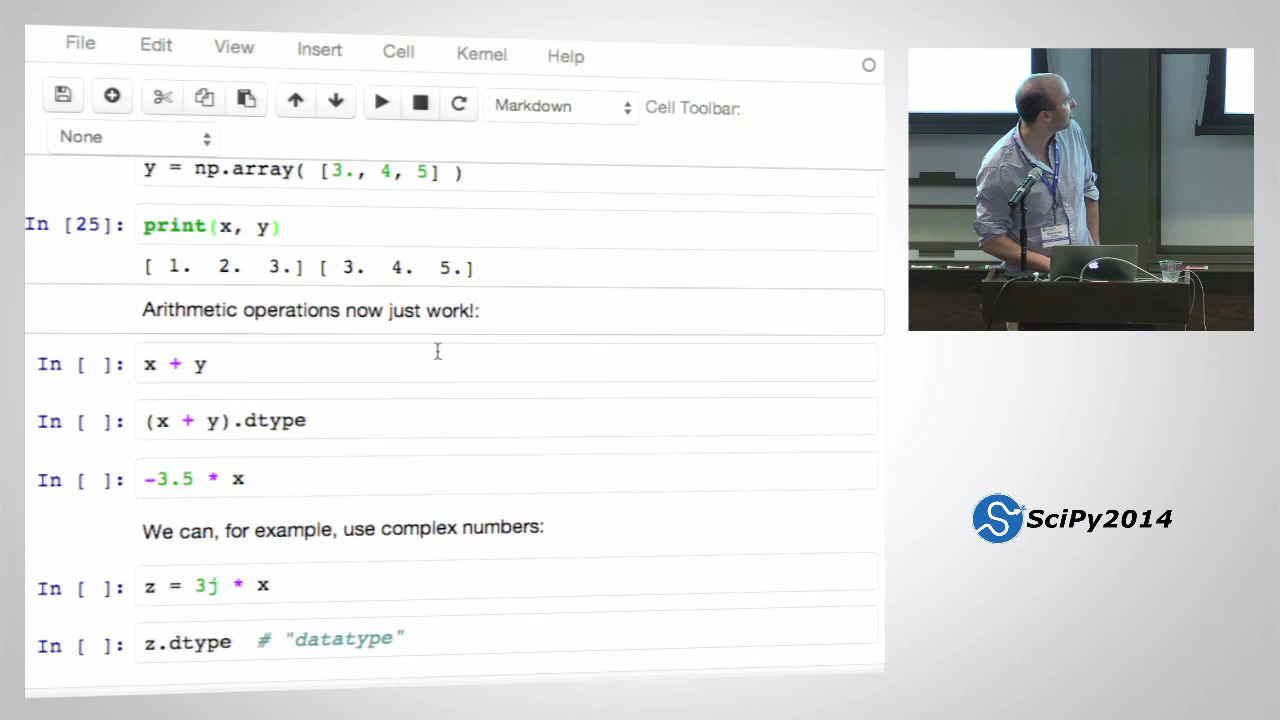 File Edit View Insert Cell Kernel Help
Markdown Cell Toolbar:
None
y = np.array( [3., 4, 5] )
In [25]: print(x, y)
[ 1. 2. 3.] [ 3. 4. 5.]
Arithmetic operations now just work!:
In [ ]: x + y
In [ ]: (x + y).dtype
In [ ]: -3.5 * x
We can, for example, use complex numbers:
In [ ]: z = 3j * x
In [ ]: z.dtype # "datatype"
SciPy2014